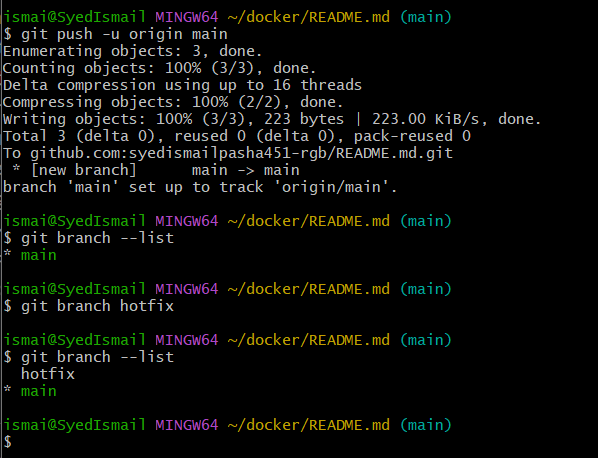 ismai@SyedIsmail MINGW64 ~/docker/README.md (main)
$ git push -u origin main
Enumerating objects: 3, done.
Counting objects: 100% (3/3), done.
Delta compression using up to 16 threads
Compressing objects: 100% (2/2), done.
Writing objects: 100% (3/3), 223 bytes | 223.00 KiB/s, done.
Total 3 (delta 0), reused 0 (delta 0), pack-reused 0
To github.com:syedismailpasha451-rgb/README.md.git
 * [new branch]      main -> main
branch 'main' set up to track 'origin/main'.
ismai@SyedIsmail MINGW64 ~/docker/README.md (main)
$ git branch --list
* main
ismai@SyedIsmail MINGW64 ~/docker/README.md (main)
$ git branch hotfix
ismai@SyedIsmail MINGW64 ~/docker/README.md (main)
$ git branch --list
  hotfix
* main
ismai@SyedIsmail MINGW64 ~/docker/README.md (main)
$